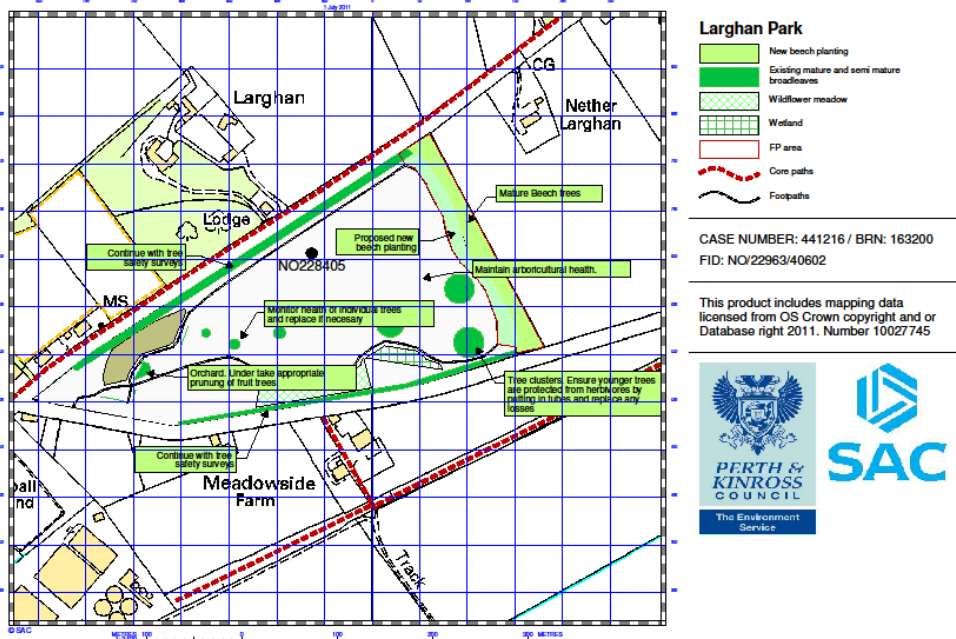 1 July 2011
Larghan
CG
Nether
Larghan
Mature Beech trees
Lodge
Proposed new
beech planting
Continue with tree
safety surveys
NO228405
Maintain arboricultural health.
MS
Monitor health of individual trees
and replace if necesary
Orchard. Under take appropriate
prunung of fruit trees.
Tree clusters. Ensure younger trees
are protected from herbivores by
putting in tubes and replace any
losses
Continue with tree
safety surveys
Meadowside
Farm
Track
© SAC
METRES 100 0 100 200 300 METRES
Larghan Park
New beech planting
Existing mature and semi mature
broadleaves
Wildflower meadow
Wetland
FP area
Core paths
Footpaths
CASE NUMBER: 441216 / BRN: 163200
FID: NO/22963/40602
This product includes mapping data
licensed from OS Crown copyright and or
Database right 2011. Number 10027745
PERTH &
KINROSS
COUNCIL
The Environment
Service
SAC